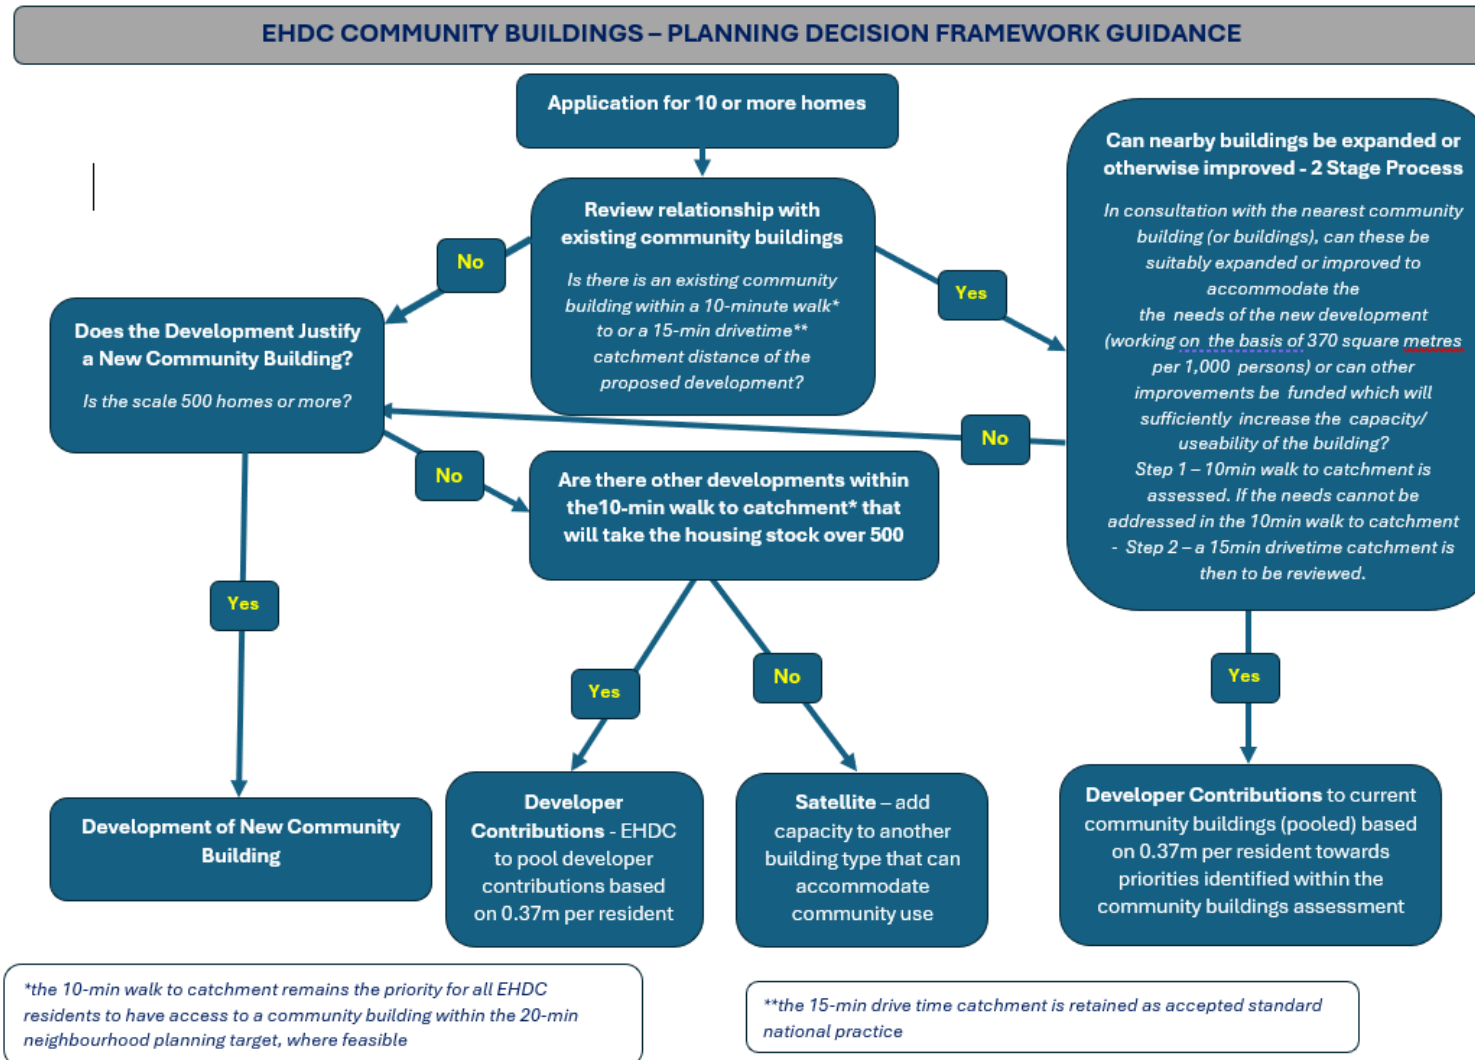 EHDC COMMUNITY BUILDINGS – PLANNING DECISION FRAMEWORK GUIDANCE
Application for 10 or more homes
Review relationship with
existing community buildings
Is there is an existing community
building within a 10-minute walk*
to or a 15-min drivetime**
catchment distance of the
proposed development?
No
Yes
Can nearby buildings be expanded or
otherwise improved - 2 Stage Process
In consultation with the nearest community
building (or buildings), can these be
suitably expanded or improved to
accommodate the
the needs of the new development
(working on the basis of 370 square metres
per 1,000 persons) or can other
improvements be funded which will
sufficiently increase the capacity/
useability of the building?
Step 1 – 10min walk to catchment is
assessed. If the needs cannot be
addressed in the 10min walk to catchment
- Step 2 – a 15min drivetime catchment is
then to be reviewed.
Does the Development Justify
a New Community Building?
Is the scale 500 homes or more?
No
No
Are there other developments within
the10-min walk to catchment* that
will take the housing stock over 500
Yes
Yes
No
Yes
Development of New Community
Building
Developer
Contributions - EHDC
to pool developer
contributions based
on 0.37m per resident
Satellite – add
capacity to another
building type that can
accommodate
community use
Developer Contributions to current
community buildings (pooled) based
on 0.37m per resident towards
priorities identified within the
community buildings assessment
*the 10-min walk to catchment remains the priority for all EHDC
residents to have access to a community building within the 20-min
neighbourhood planning target, where feasible
**the 15-min drive time catchment is retained as accepted standard
national practice